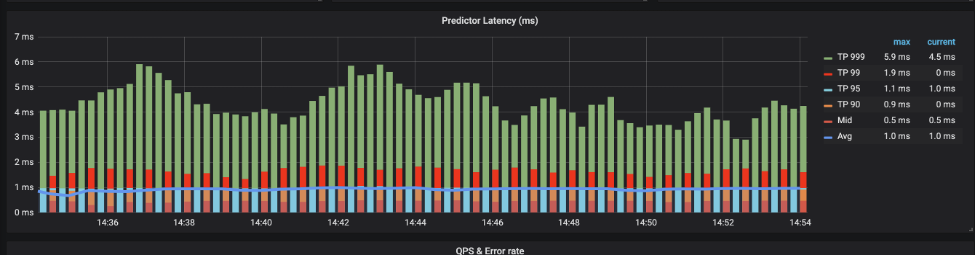 Predictor Latency (ms)
7 ms
6 ms
5 ms
4 ms
3 ms
2 ms
1 ms
0 ms
14:36 14:38 14:40 14:42 14:44 14:46 14:48 14:50 14:52 14:54
max current
TP 999 5.9 ms 4.5 ms
TP 99 1.9 ms 0 ms
TP 95 1.1 ms 1.0 ms
TP 90 0.9 ms 0 ms
Mid 0.5 ms 0.5 ms
Avg 1.0 ms 1.0 ms
QPS & Error rate